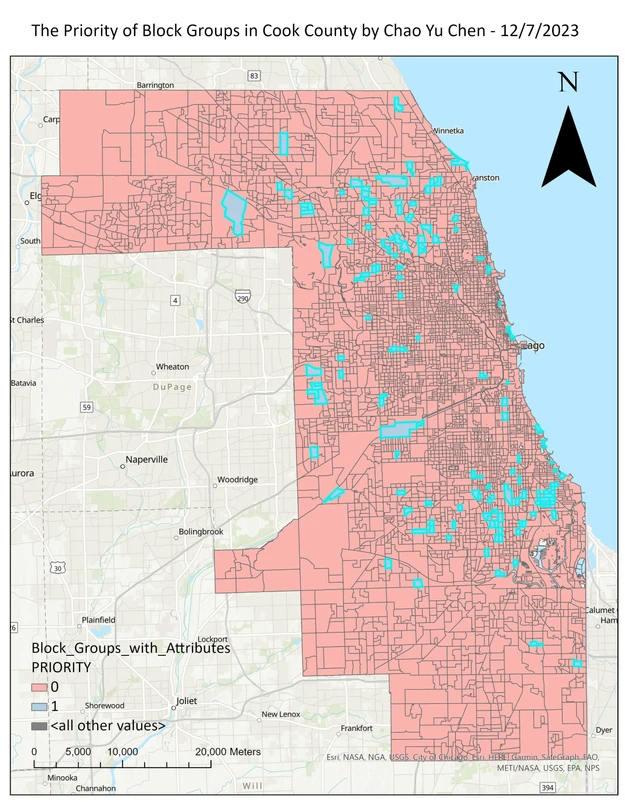 The Priority of Block Groups in Cook County by Chao Yu Chen - 12/7/2023
83
Barrington
N
Carp
Winnetka
anston
Elg
South
290
4
t Charles
ago
Wheaton
DuPage
Batavia
59
Naperville
urora
Woodridge
Bolingbrook
30
Calumet
Ham
Plainfield
Lockport
Block_Groups_with_Attributes
PRIORITY
0
1
<all other values>
Shorewood
Joliet
New Lenox
Frankfort
Dyer
0 5,000 10,000 20,000 Meters
Esri, NASA, NGA, USGS, City of Chicago, Esri, HERE, Garmin, SafeGraph, FAO,
METI/NASA, USGS, EPA, NPS
Minooka
Channahon
Will
394